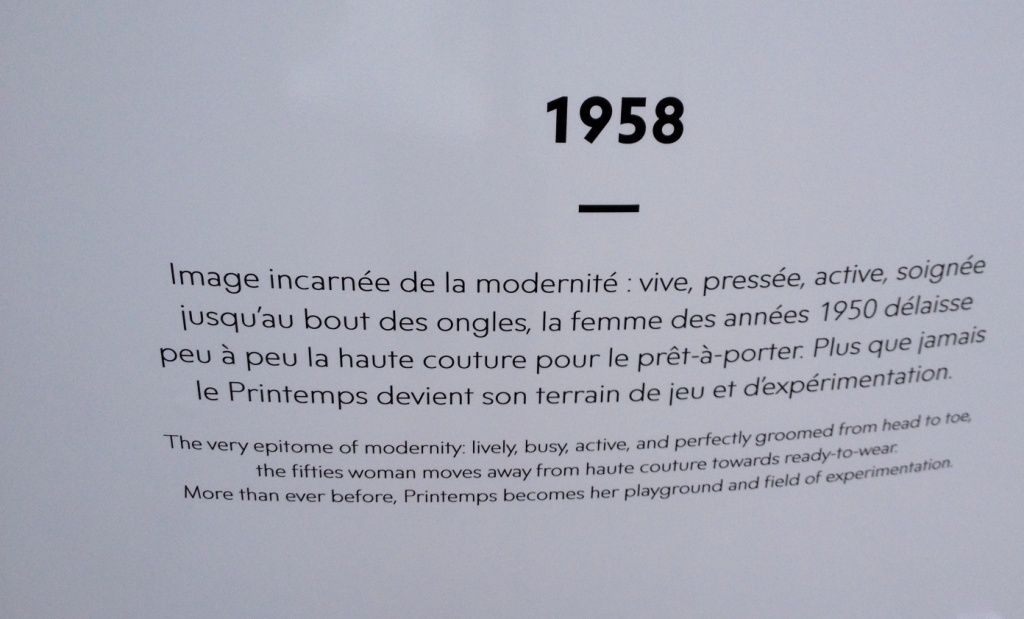 1958
Image incarnée de la modernité : vive, pressée, active, soignée
jusqu'au bout des ongles, la femme des années 1950 délaisse
peu à peu la haute couture pour le prêt-à-porter. Plus que jamais
le Printemps devient son terrain de jeu et d'expérimentation.
The very epitome of modernity: lively, busy, active, and perfectly groomed from head to toe,
the fifties woman moves away from haute couture towards ready-to-wear.
More than ever before, Printemps becomes her playground and field of experimentation.